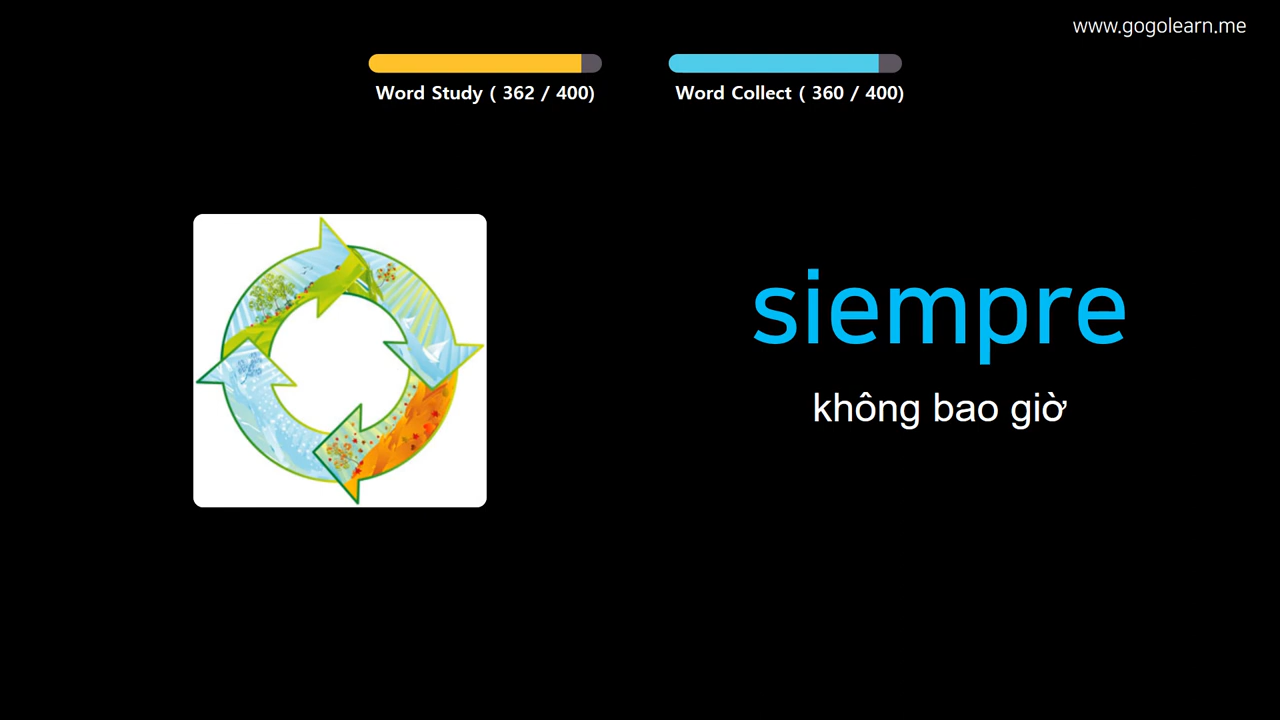 www.gogolearn.me
Word Study ( 362 / 400)
Word Collect ( 360 / 400)
siempre
không bao giờ